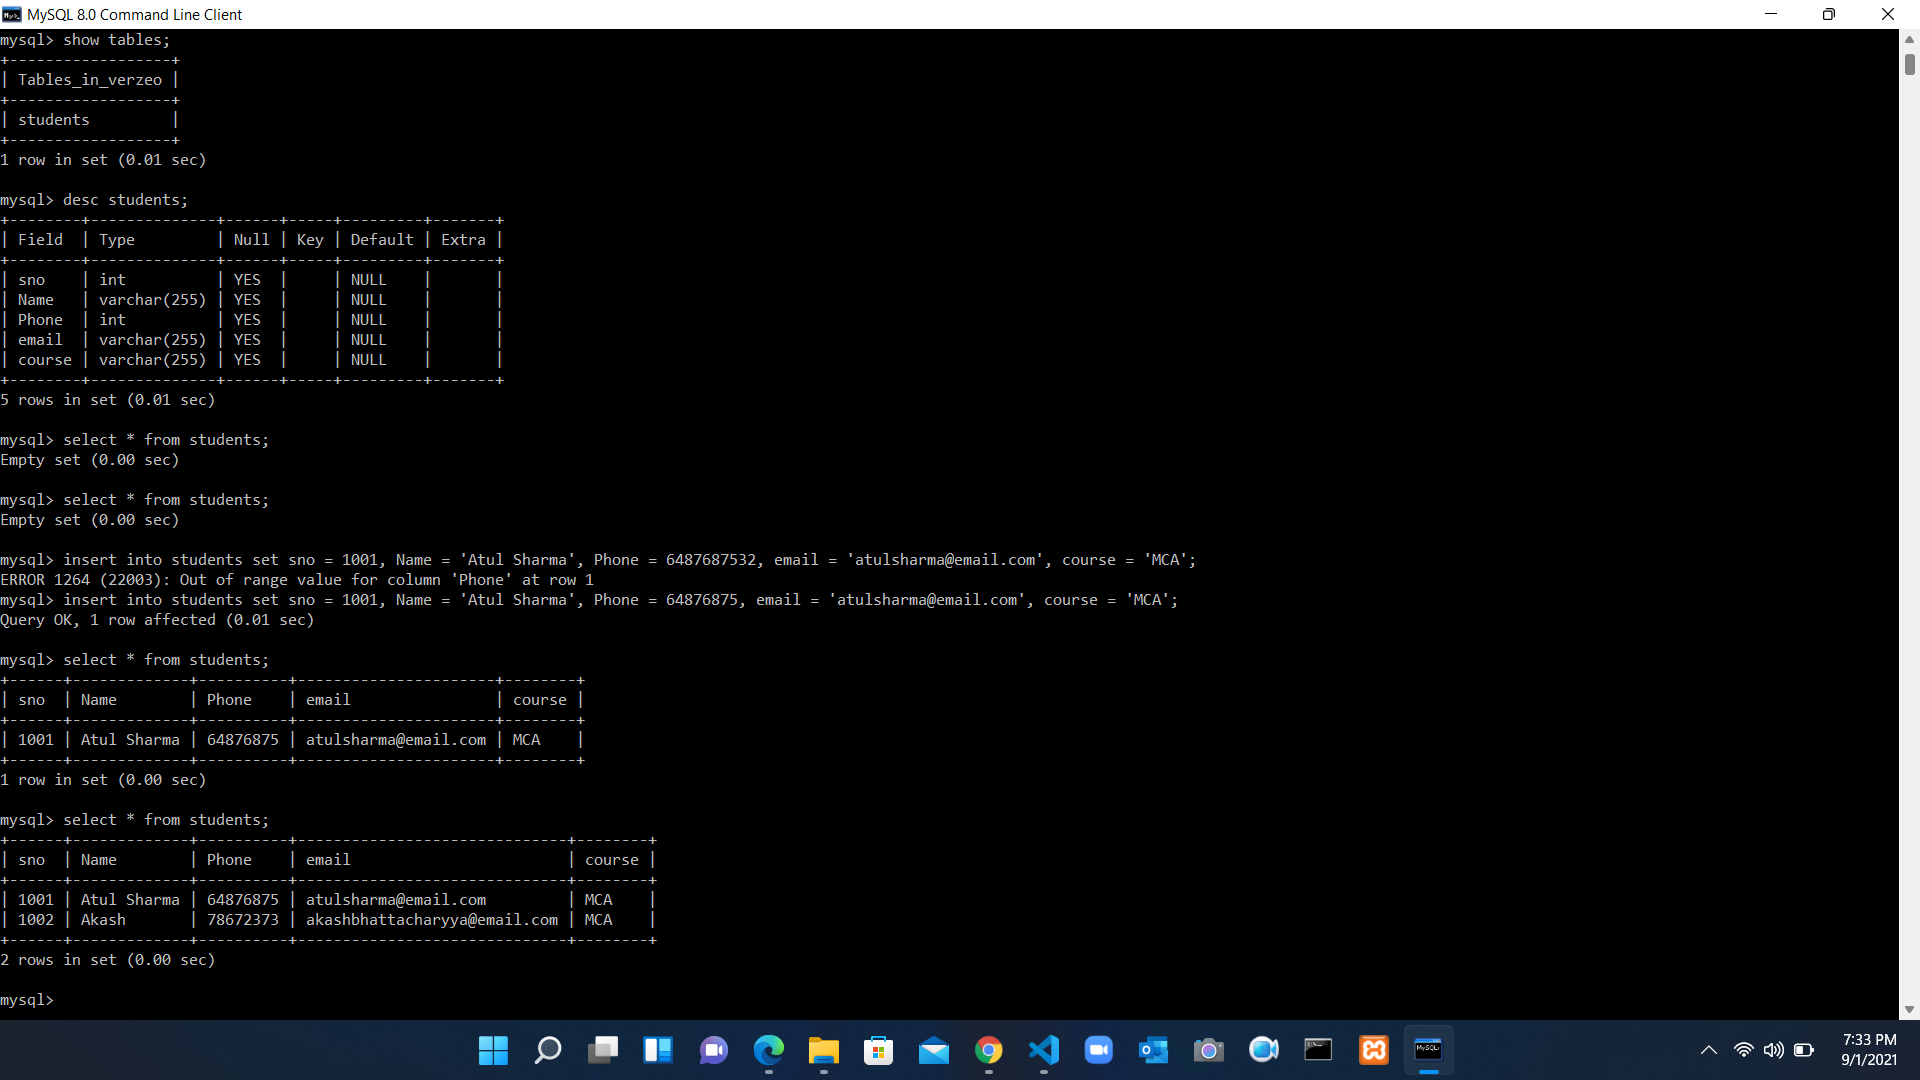 MySQL 8.0 Command Line Client
mysql> show tables;
+------------------+
| Tables_in_verzeo |
+------------------+
| students         |
+------------------+
1 row in set (0.01 sec)
mysql> desc students;
+--------+--------------+------+-----+---------+-------+
| Field  | Type         | Null | Key | Default | Extra |
+--------+--------------+------+-----+---------+-------+
| sno    | int          | YES  |     | NULL    |       |
| Name   | varchar(255) | YES  |     | NULL    |       |
| Phone  | int          | YES  |     | NULL    |       |
| email  | varchar(255) | YES  |     | NULL    |       |
| course | varchar(255) | YES  |     | NULL    |       |
+--------+--------------+------+-----+---------+-------+
5 rows in set (0.01 sec)
mysql> select * from students;
Empty set (0.00 sec)
mysql> select * from students;
Empty set (0.00 sec)
mysql> insert into students set sno = 1001, Name = 'Atul Sharma', Phone = 6487687532, email = 'atulsharma@email.com', course = 'MCA';
ERROR 1264 (22003): Out of range value for column 'Phone' at row 1
mysql> insert into students set sno = 1001, Name = 'Atul Sharma', Phone = 64876875, email = 'atulsharma@email.com', course = 'MCA';
Query OK, 1 row affected (0.01 sec)
mysql> select * from students;
+------+-------------+----------+----------------------+--------+
| sno  | Name        | Phone    | email                | course |
+------+-------------+----------+----------------------+--------+
| 1001 | Atul Sharma | 64876875 | atulsharma@email.com | MCA    |
+------+-------------+----------+----------------------+--------+
1 row in set (0.00 sec)
mysql> select * from students;
+------+-------------+----------+------------------------------+--------+
| sno  | Name        | Phone    | email                        | course |
+------+-------------+----------+------------------------------+--------+
| 1001 | Atul Sharma | 64876875 | atulsharma@email.com         | MCA    |
| 1002 | Akash       | 78672373 | akashbhattacharyya@email.com | MCA    |
+------+-------------+----------+------------------------------+--------+
2 rows in set (0.00 sec)
mysql>
7:33 PM
9/1/2021